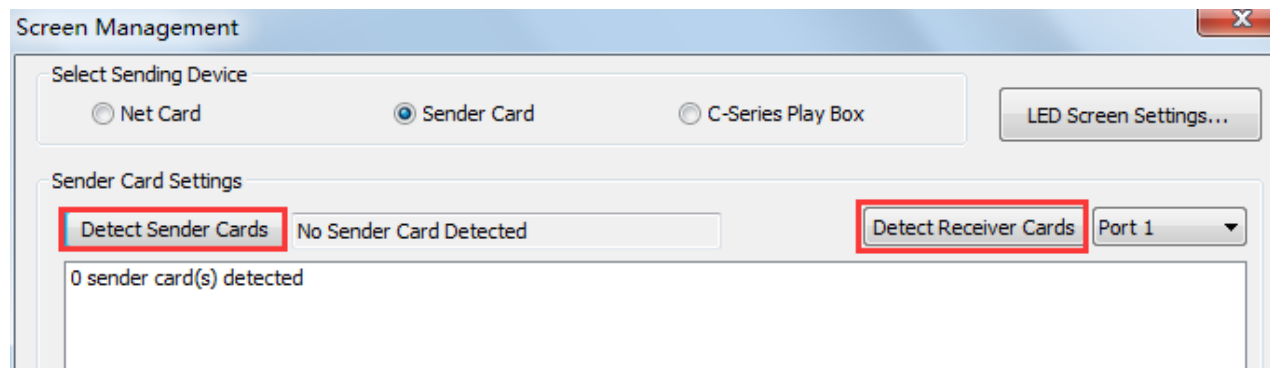 Screen Management
Select Sending Device
Net Card Sender Card C-Series Play Box
LED Screen Settings...
Sender Card Settings
Detect Sender Cards No Sender Card Detected Detect Receiver Cards Port 1
0 sender card(s) detected